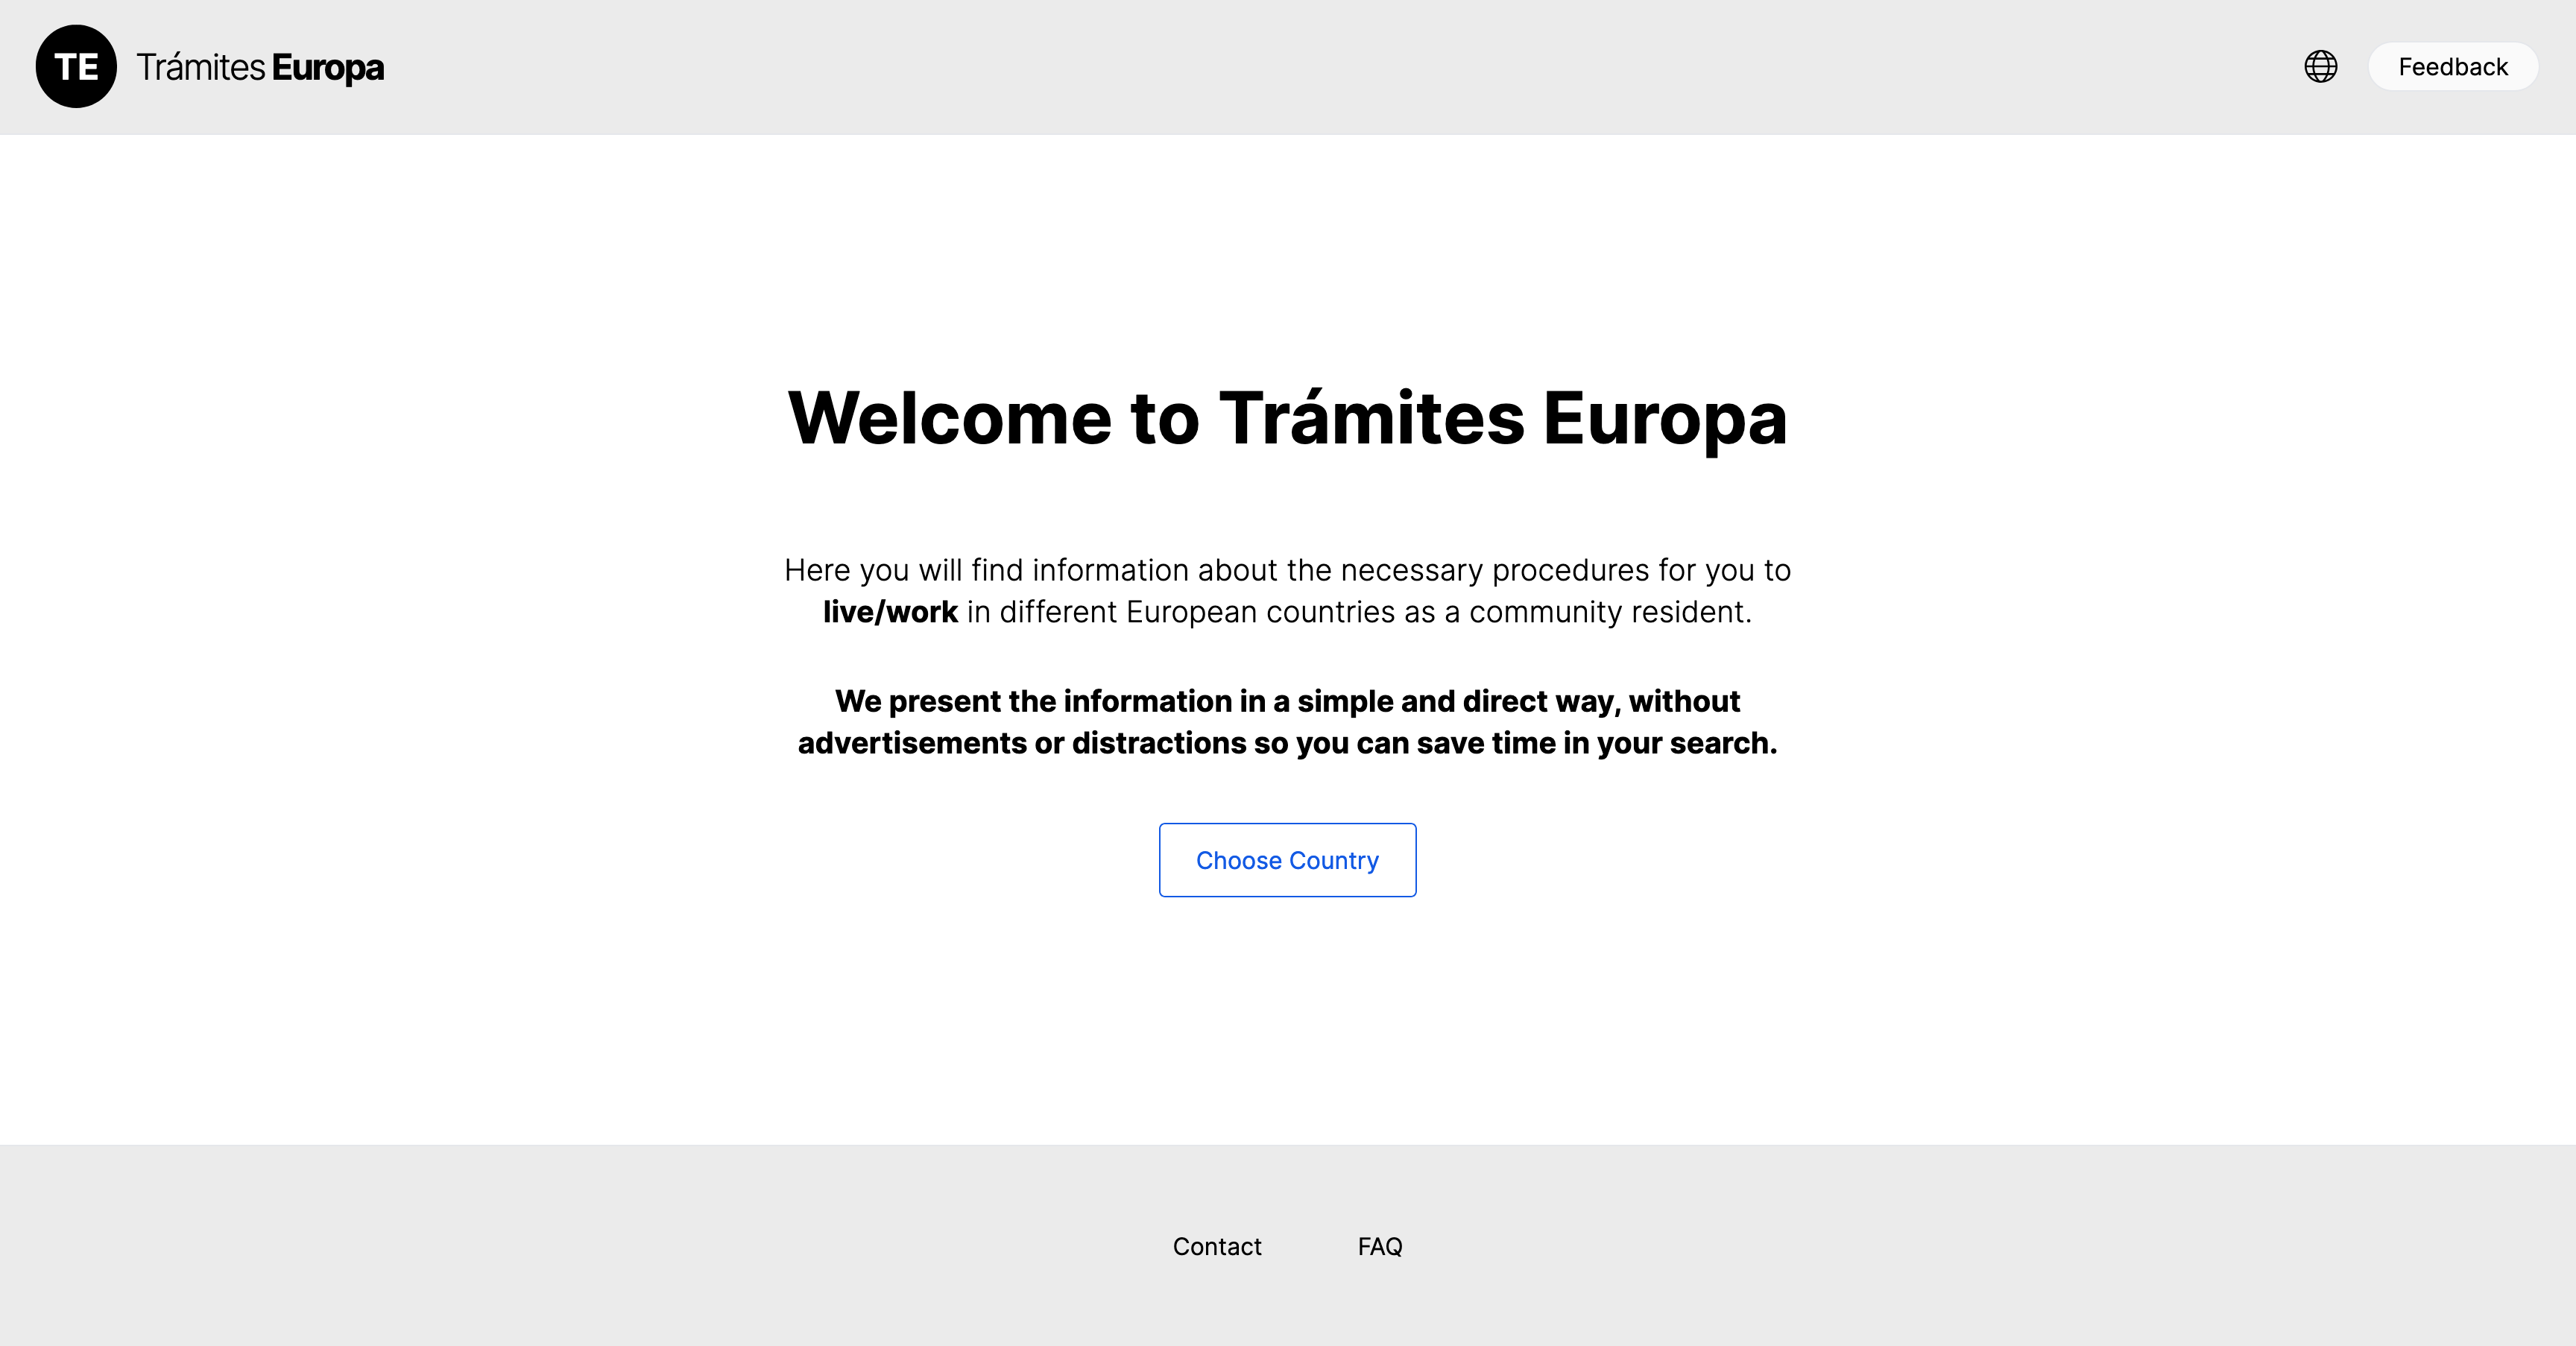 TE
Trámites Europa
Feedback
Welcome to Trámites Europa
Here you will find information about the necessary procedures for you to
live/work in different European countries as a community resident.
We present the information in a simple and direct way, without
advertisements or distractions so you can save time in your search.
Choose Country
Contact
FAQ